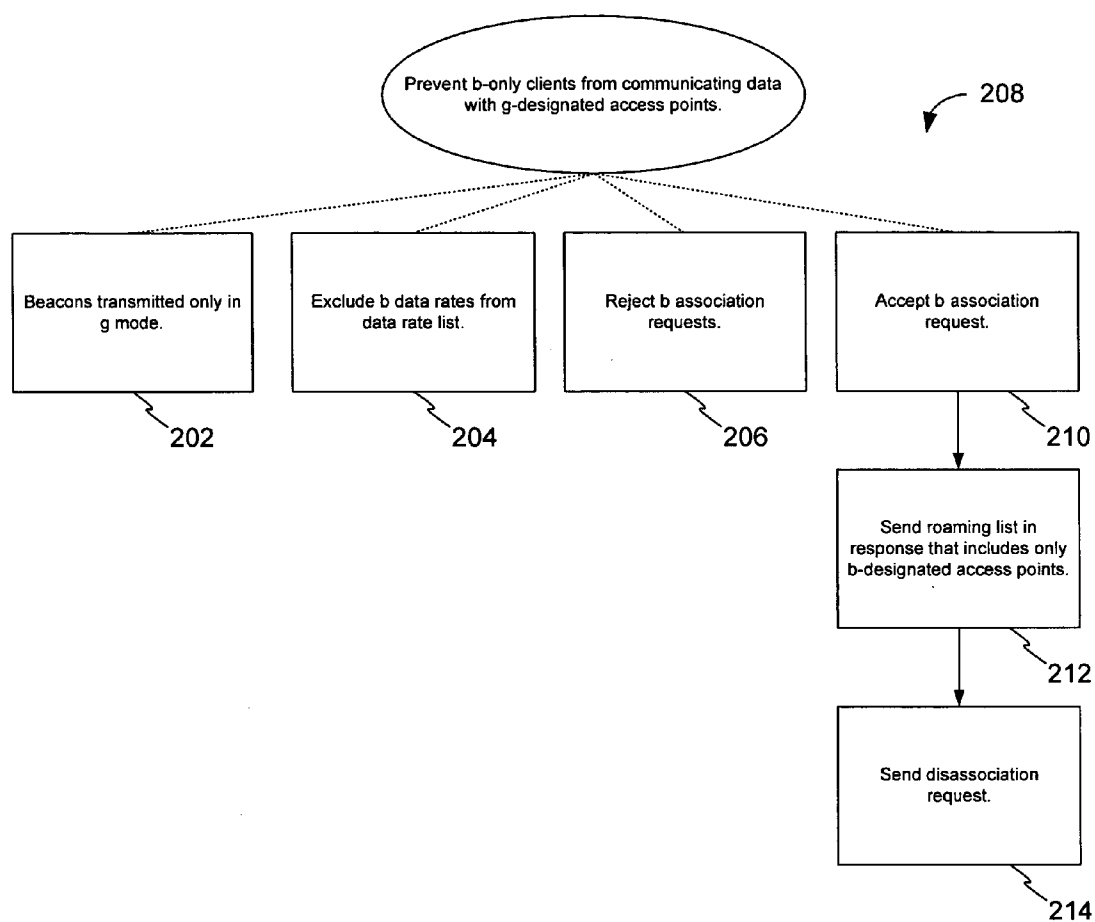 Prevent b-only clients from communicating data
with g-designated access points.
208
Beacons transmitted only in
g mode.
Exclude b data rates from
data rate list.
Reject b association
requests.
Accept b association
request.
202
204
206
210
Send roaming list in
response that includes only
b-designated access points.
212
Send disassociation
request.
214